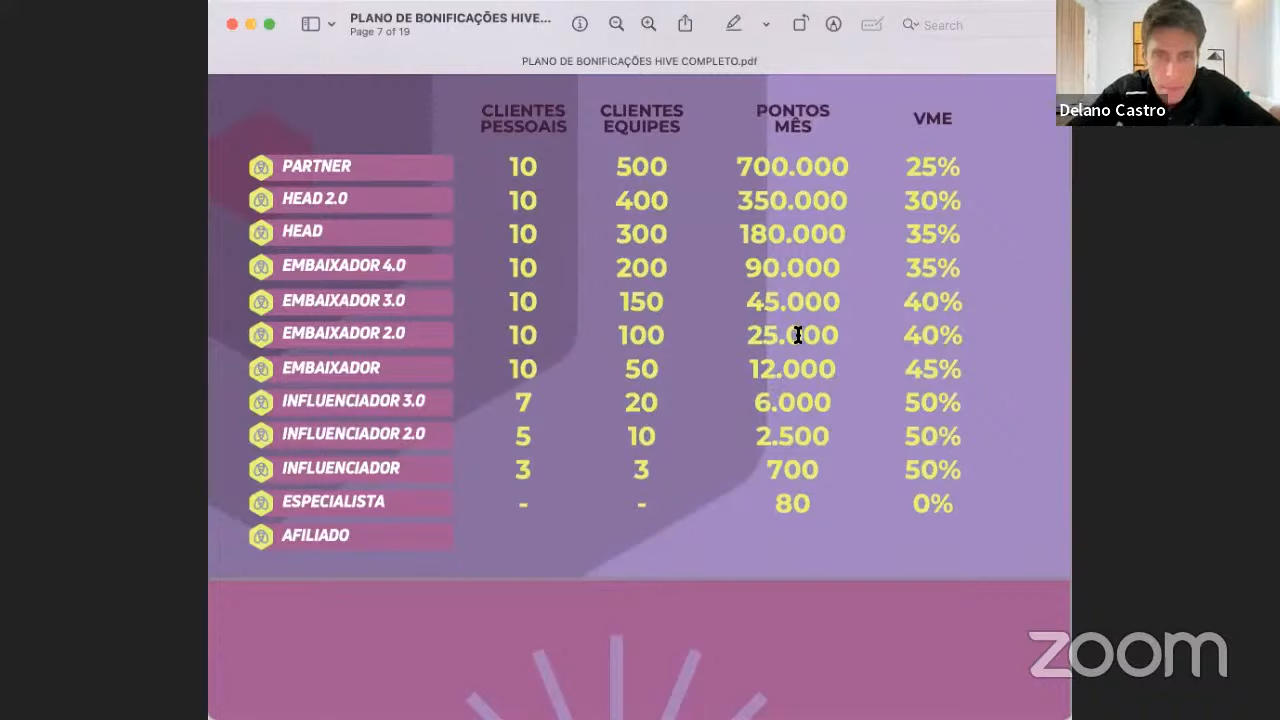 PLANO DE BONIFICAÇÕES HIVE...
Page 7 of 19
Search
PLANO DE BONIFICAÇÕES HIVE COMPLETO.pdf
Delano Castro
CLIENTES PESSOAIS CLIENTES EQUIPES PONTOS MÊS VME
PARTNER 10 500 700.000 25%
HEAD 2.0 10 400 350.000 30%
HEAD 10 300 180.000 35%
EMBAIXADOR 4.0 10 200 90.000 35%
EMBAIXADOR 3.0 10 150 45.000 40%
EMBAIXADOR 2.0 10 100 25.000 40%
EMBAIXADOR 10 50 12.000 45%
INFLUENCIADOR 3.0 7 20 6.000 50%
INFLUENCIADOR 2.0 5 10 2.500 50%
INFLUENCIADOR 3 3 700 50%
ESPECIALISTA - - 80 0%
AFILIADO
zoom